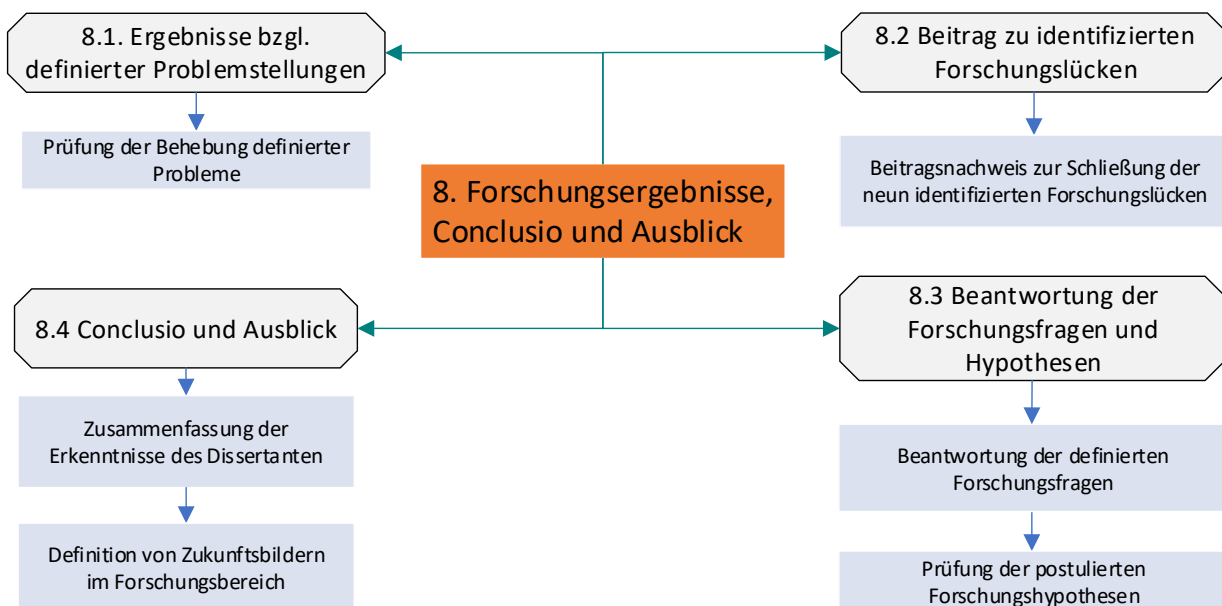 8.1. Ergebnisse bzgl.
definierter Problemstellungen
Prüfung der Behebung definierter
Probleme
8.2 Beitrag zu identifizierten
Forschungslücken
Beitragsnachweis zur Schließung der
neun identifizierten Forschungslücken
8. Forschungsergebnisse,
Conclusio und Ausblick
8.4 Conclusio und Ausblick
Zusammenfassung der
Erkenntnisse des Dissertanten
Definition von Zukunftsbildern
im Forschungsbereich
8.3 Beantwortung der
Forschungsfragen und
Hypothesen
Beantwortung der definierten
Forschungsfragen
Prüfung der postulierten
Forschungshypothesen